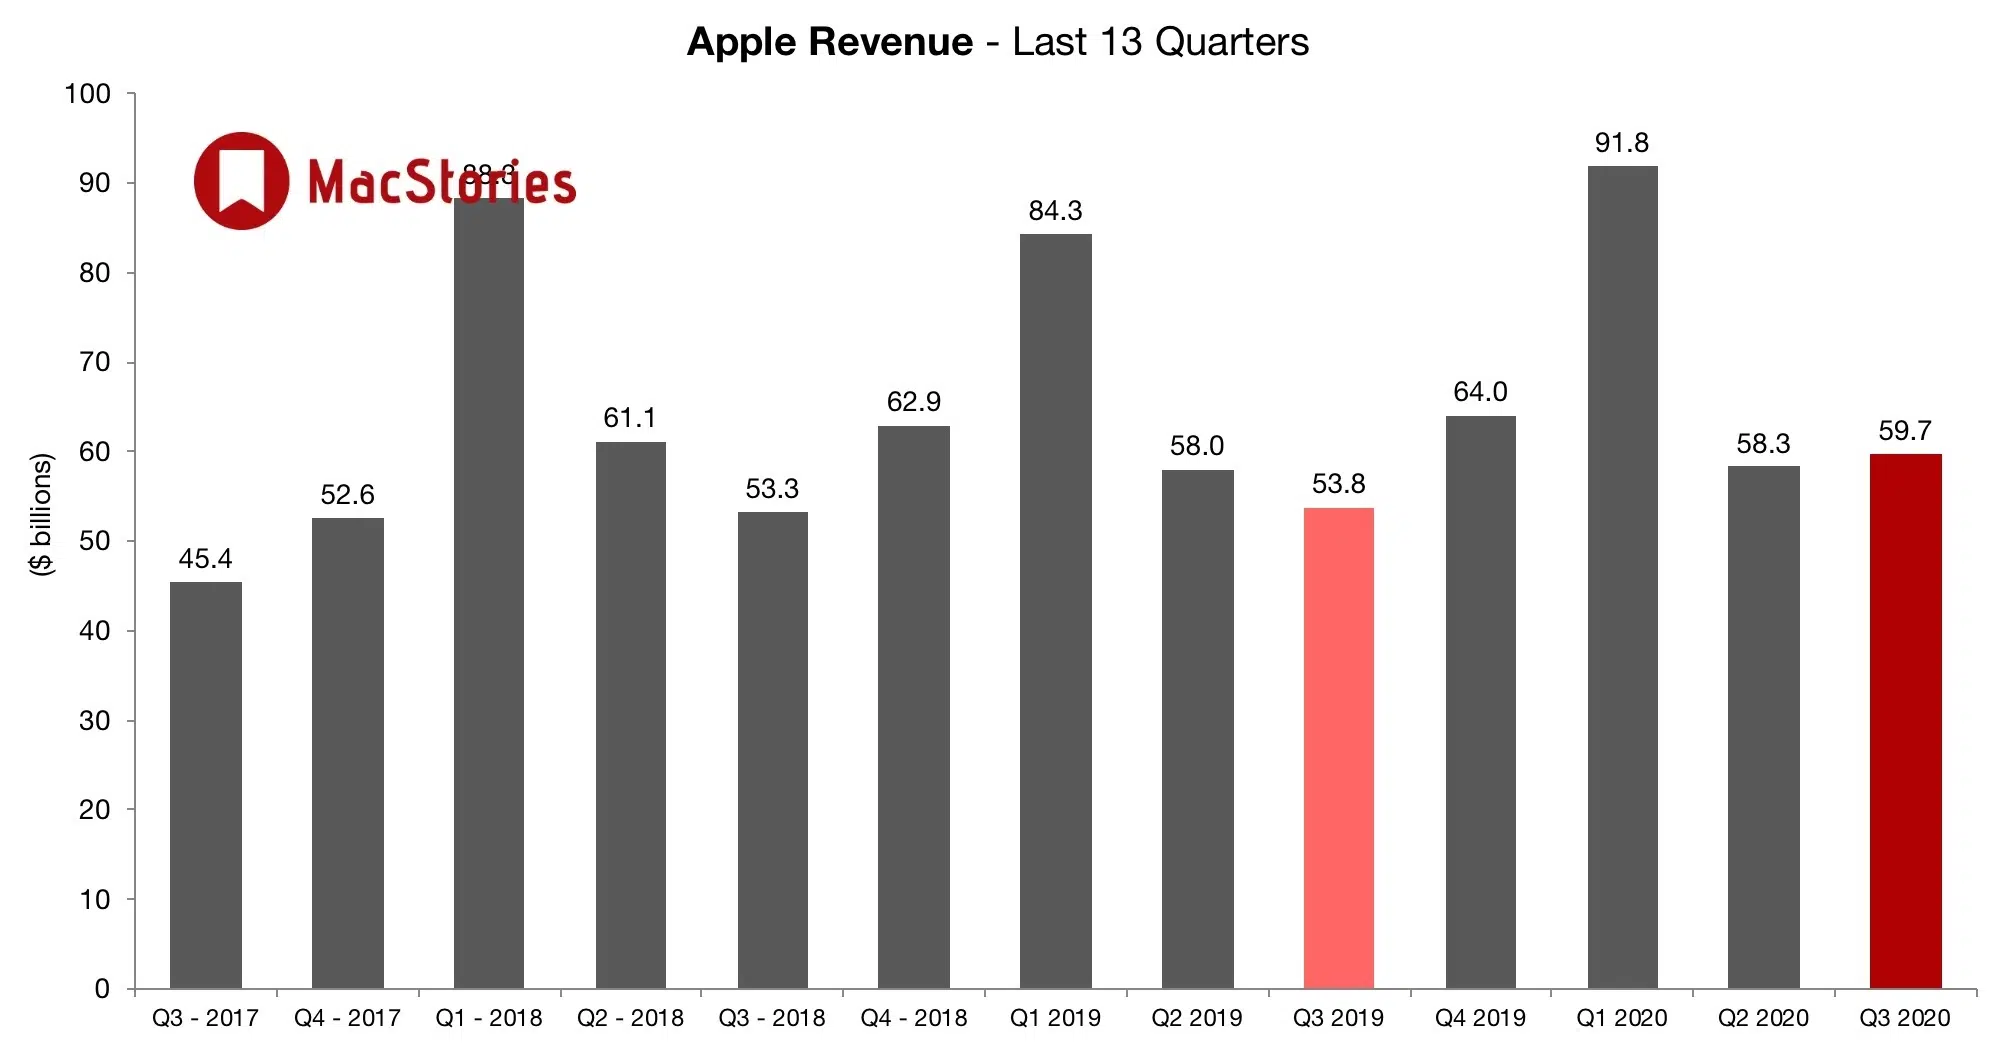 Apple Revenue - Last 13 Quarters
100
90
80
70
60
50
40
30
20
10
0
($ billions)
MacStories
45.4
52.6
88.3
61.1
53.3
62.9
84.3
58.0
53.8
64.0
91.8
58.3
59.7
Q3 - 2017
Q4 - 2017
Q1 - 2018
Q2 - 2018
Q3 - 2018
Q4 - 2018
Q1 2019
Q2 2019
Q3 2019
Q4 2019
Q1 2020
Q2 2020
Q3 2020